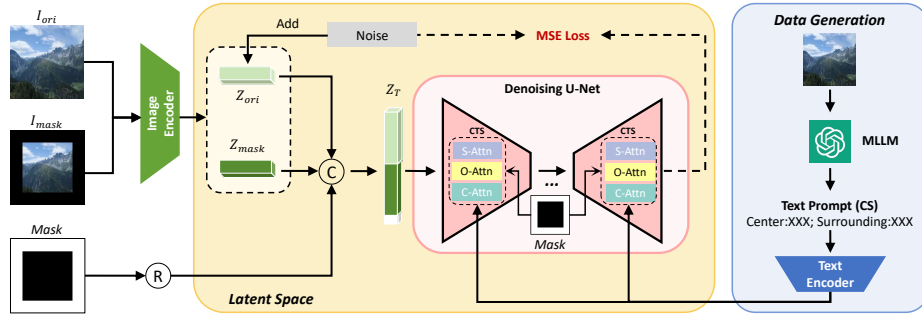 I_ori
Image
Encoder
I_mask
Mask
R
Add
Noise
MSE Loss
Z_ori
Z_mask
C
Z_T
Denoising U-Net
CTS
S-Attn
O-Attn
C-Attn
...
CTS
S-Attn
O-Attn
C-Attn
Mask
Latent Space
Data Generation
MLLM
Text Prompt (CS)
Center:XXX; Surrounding:XXX
Text
Encoder